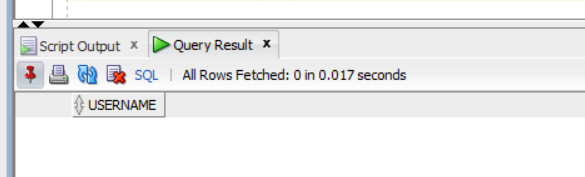 Script Output x Query Result x
SQL | All Rows Fetched: 0 in 0.017 seconds
USERNAME